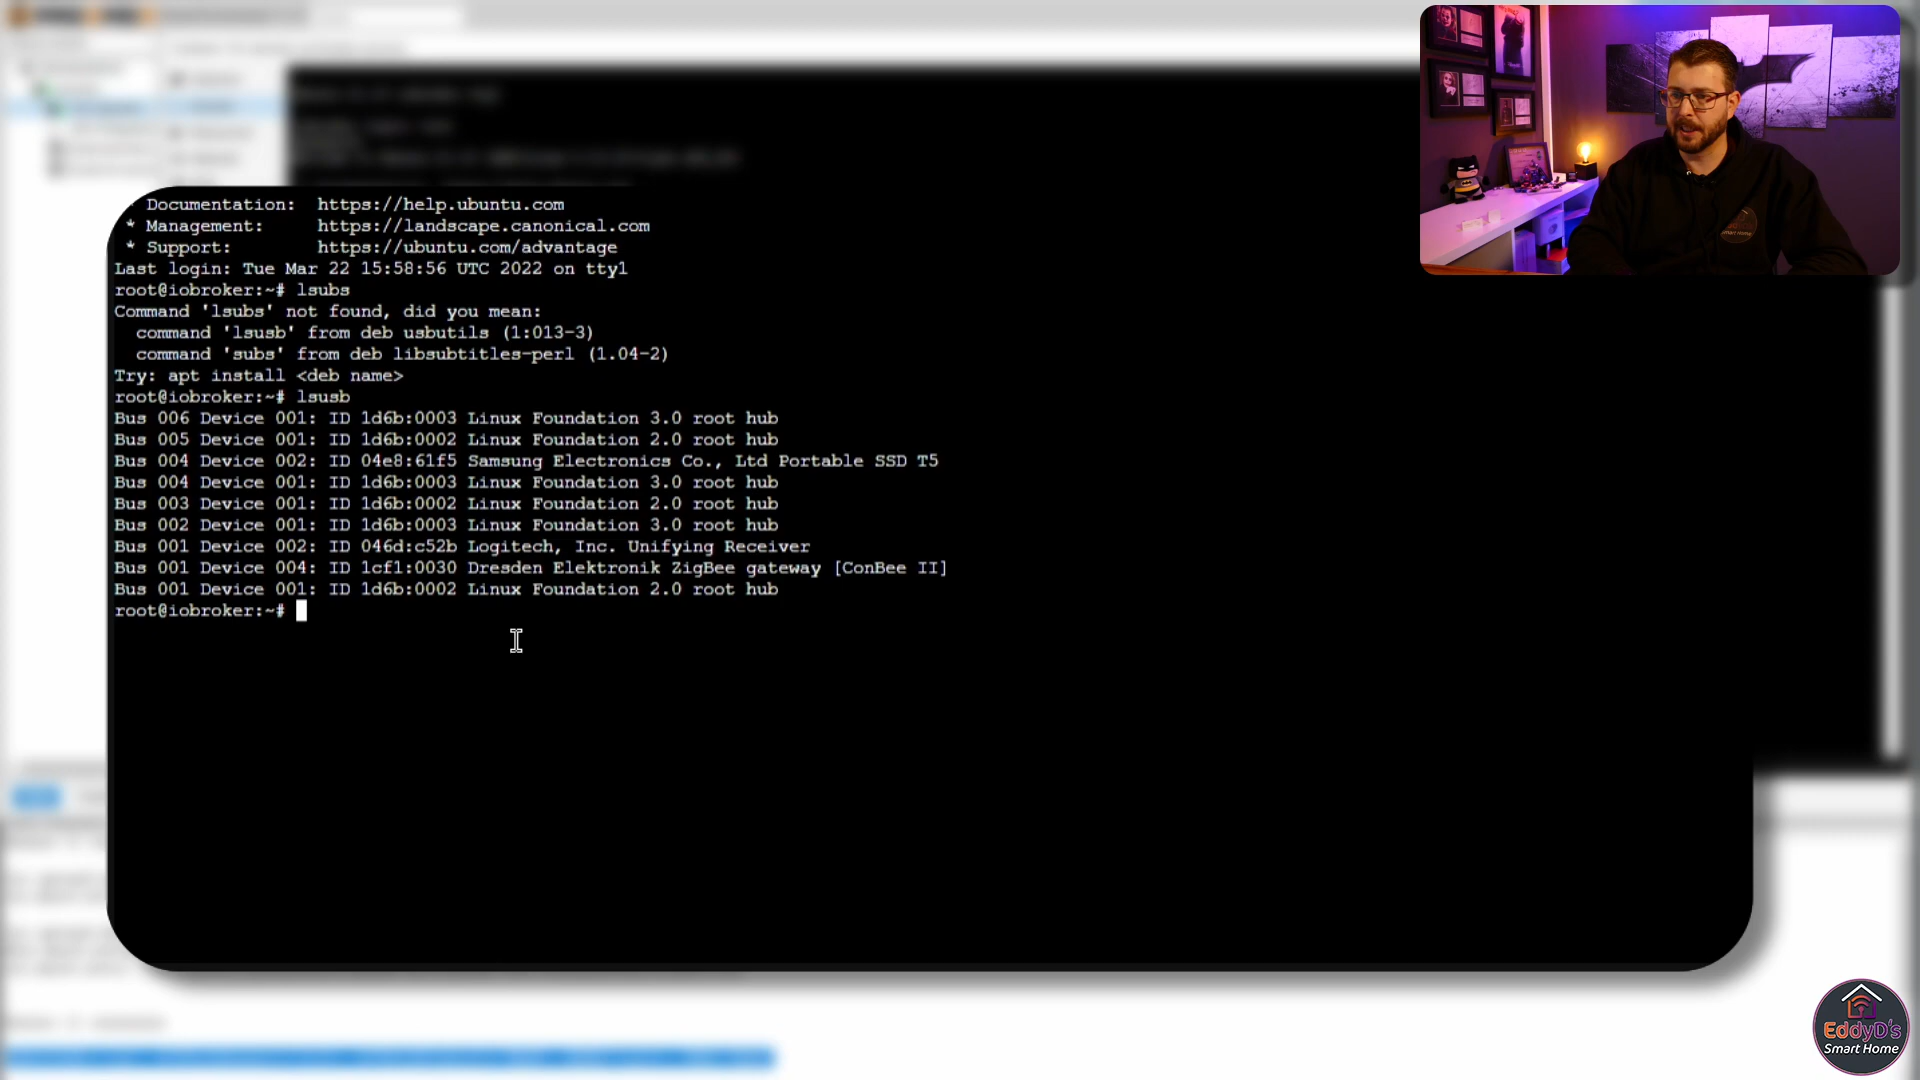 * Documentation: https://help.ubuntu.com
* Management: https://landscape.canonical.com
* Support: https://ubuntu.com/advantage
Last login: Tue Mar 22 15:58:56 UTC 2022 on tty1
root@iobroker:~# lsubs
Command 'lsubs' not found, did you mean:
command 'lsusb' from deb usbutils (1:013-3)
command 'subs' from deb libsubtitles-perl (1.04-2)
Try: apt install <deb name>
root@iobroker:~# lsusb
Bus 006 Device 001: ID 1d6b:0003 Linux Foundation 3.0 root hub
Bus 005 Device 001: ID 1d6b:0002 Linux Foundation 2.0 root hub
Bus 004 Device 002: ID 04e8:61f5 Samsung Electronics Co., Ltd Portable SSD T5
Bus 004 Device 001: ID 1d6b:0003 Linux Foundation 3.0 root hub
Bus 003 Device 001: ID 1d6b:0002 Linux Foundation 2.0 root hub
Bus 002 Device 001: ID 1d6b:0003 Linux Foundation 3.0 root hub
Bus 001 Device 002: ID 046d:c52b Logitech, Inc. Unifying Receiver
Bus 001 Device 004: ID 1cf1:0030 Dresden Elektronik ZigBee gateway [ConBee II]
Bus 001 Device 001: ID 1d6b:0002 Linux Foundation 2.0 root hub
root@iobroker:~#
Smart Home
EddyD's
Smart Home